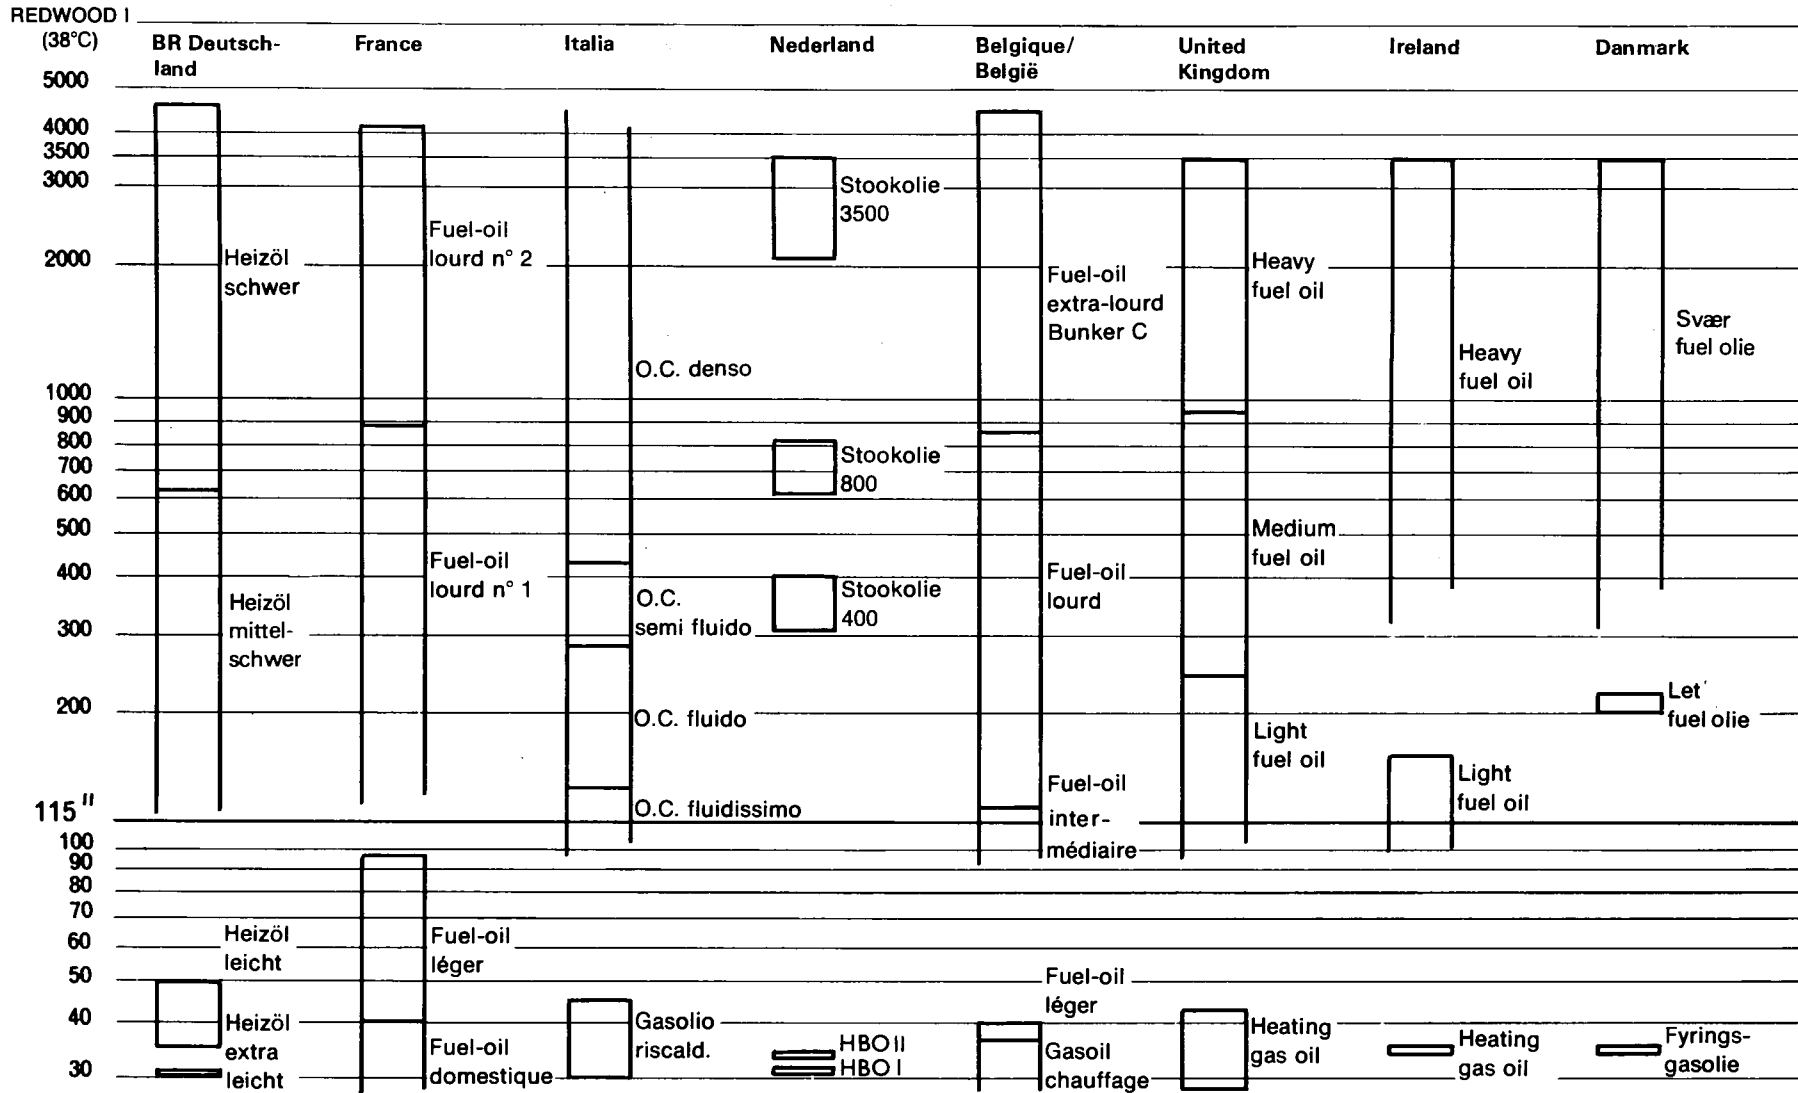 REDWOOD I
(38°C)
BR Deutsch-
land
France
Italia
Nederland
Belgique/
België
United
Kingdom
Ireland
Danmark
5000
4000
3500
3000
2000
1000
900
800
700
600
500
400
300
200
115"
100
90
80
70
60
50
40
30
Heizöl
schwer
Heizöl
mittel-
schwer
Heizöl
leicht
Heizöl
extra
leicht
Fuel-oil
lourd n° 2
Fuel-oil
lourd n° 1
Fuel-oil
léger
Fuel-oil
domestique
O.C. denso
O.C.
semi fluido
O.C. fluido
O.C. fluidissimo
Gasolio
riscald.
Stookolie
3500
Stookolie
800
Stookolie
400
HBO II
HBO I
Fuel-oil
extra-lourd
Bunker C
Fuel-oil
lourd
Fuel-oil
inter-
médiaire
Fuel-oil
léger
Gasoil
chauffage
Heavy
fuel oil
Medium
fuel oil
Light
fuel oil
Heating
gas oil
Heavy
fuel oil
Light
fuel oil
Heating
gas oil
Svær
fuel olie
Let
fuel olie
Fyrings-
gasolie